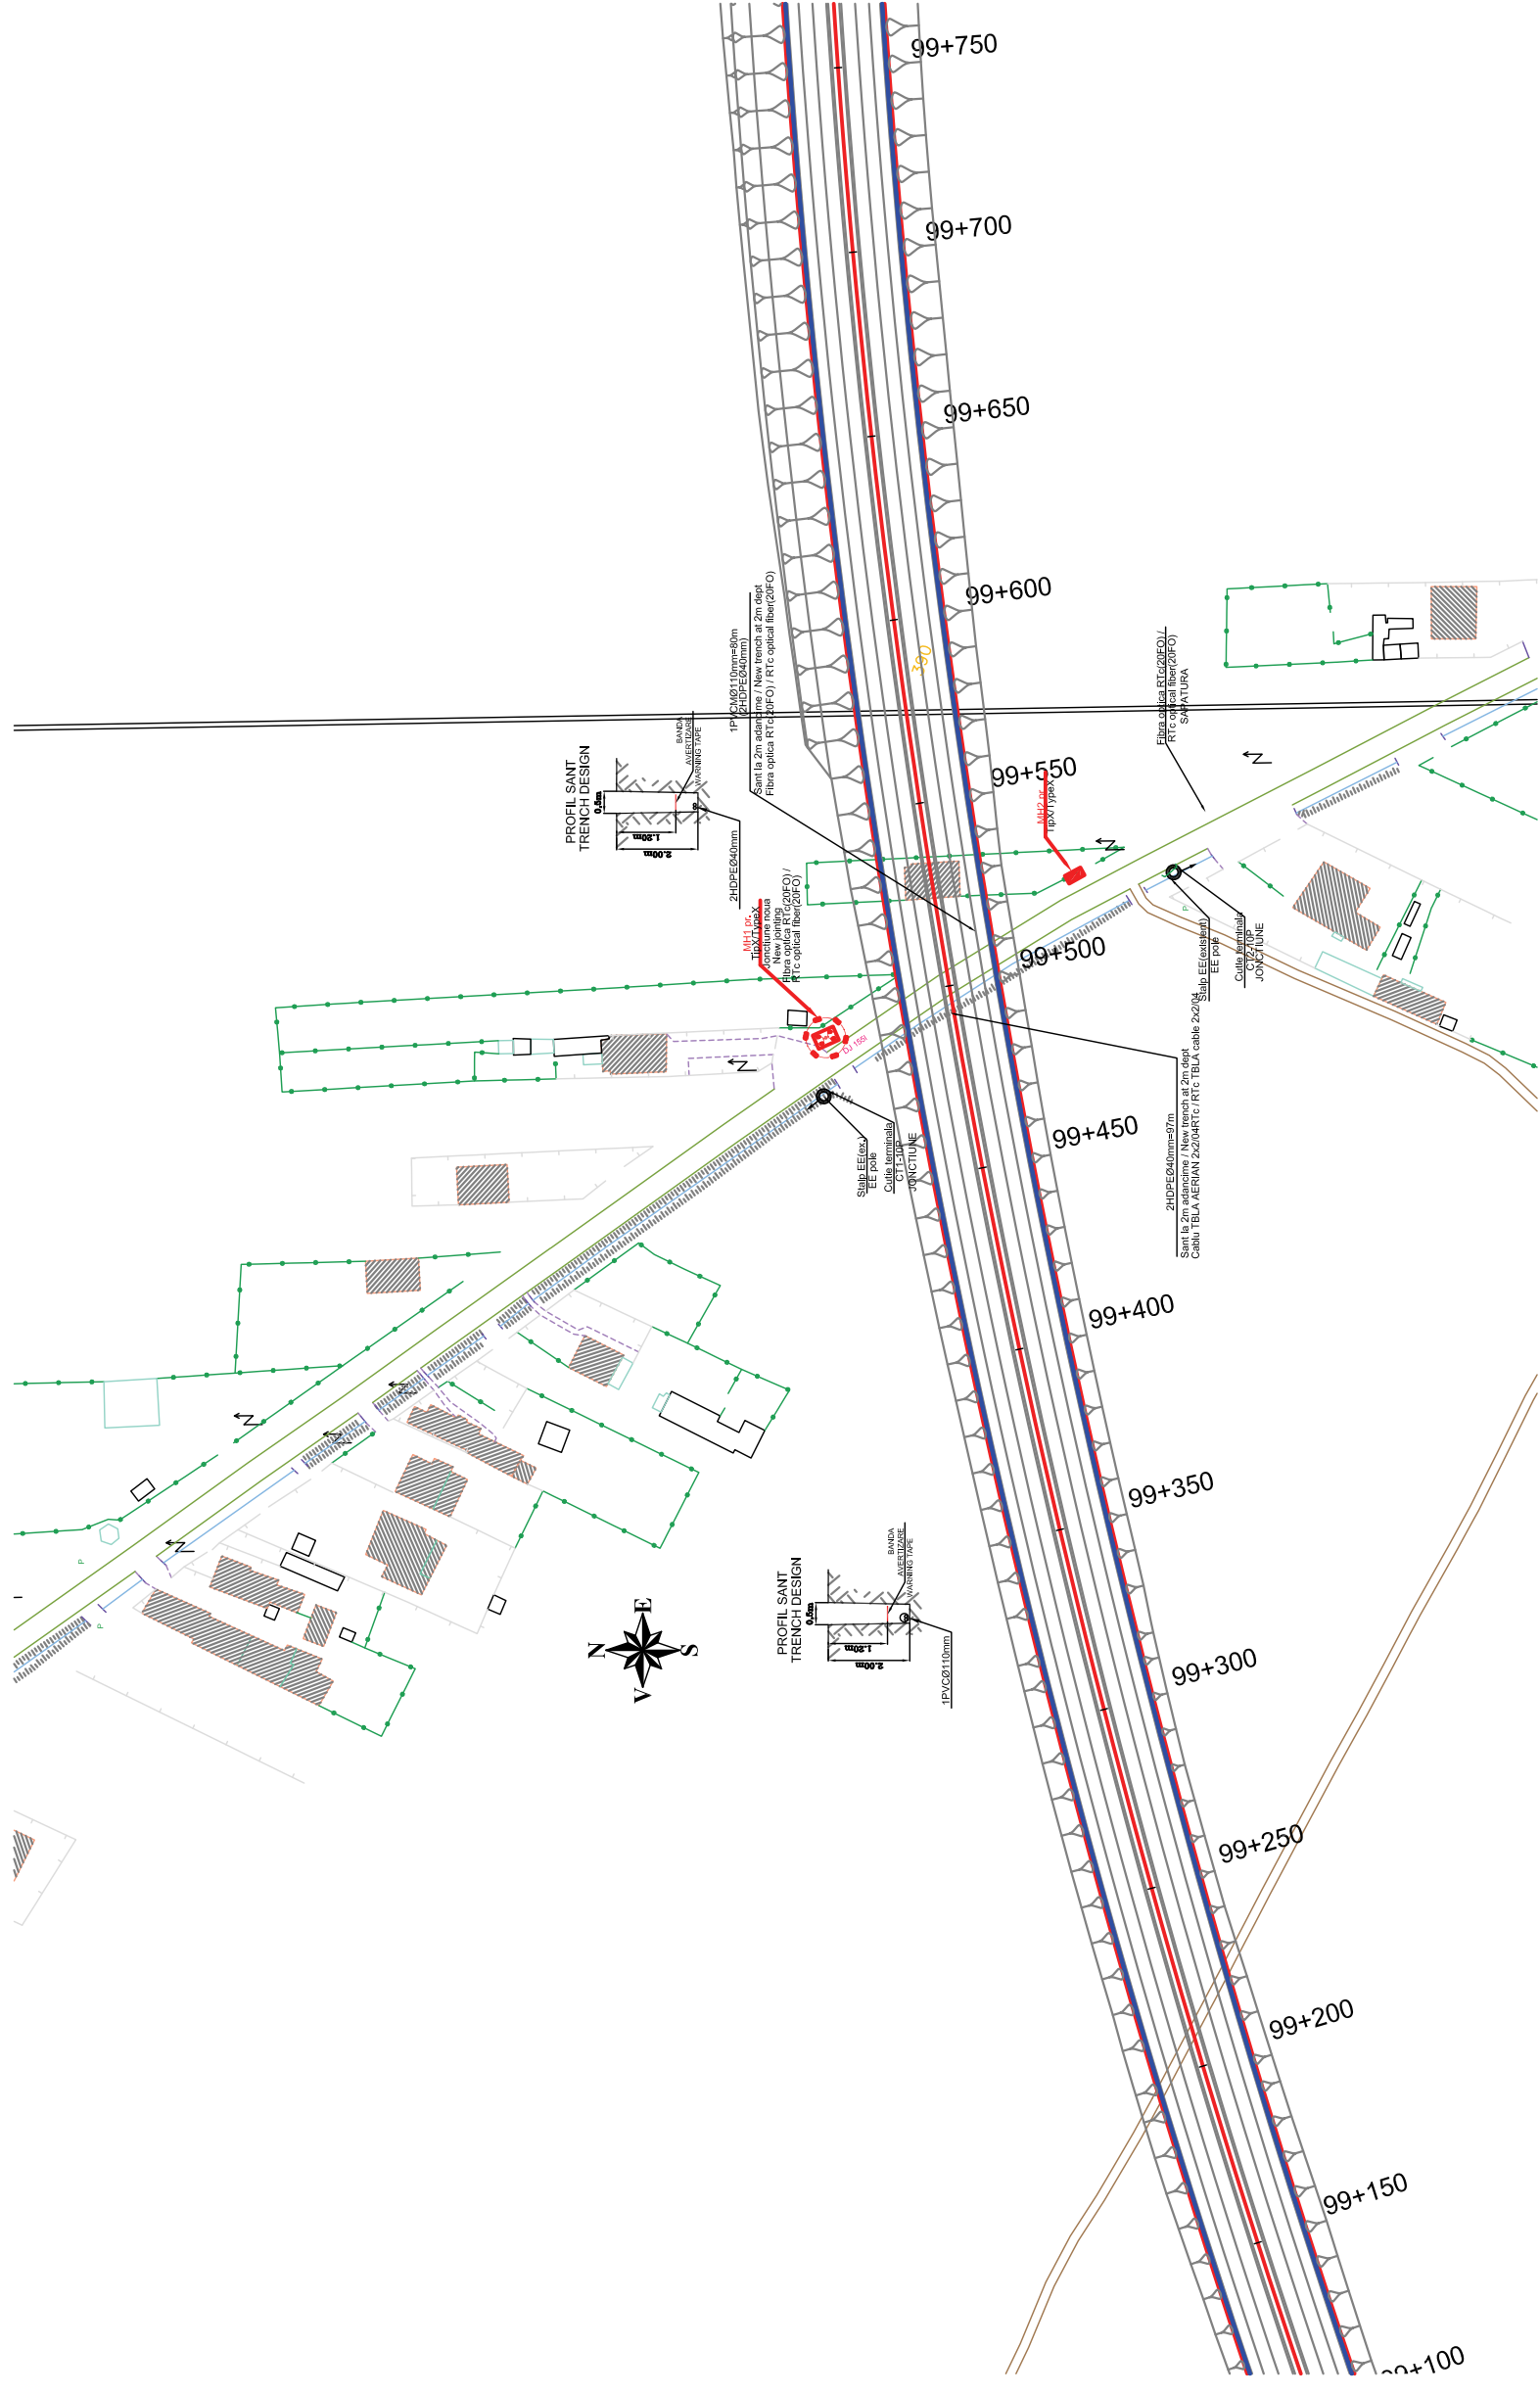 99+750
99+700
99+650
99+600
390
99+550
99+500
99+450
99+400
99+350
99+300
99+250
99+200
99+150
99+100
1PVCMØ110mm=80m
(2HDPEØ40mm)
Sant la 2m adancime / New trench at 2m dept
Fibra optica RTc(20FO) / RTc optical fiber(20FO)
PROFIL SANT
TRENCH DESIGN
0,5m
1.20m
2.00m
BANDA
AVERTIZARE
WARNING TAPE
2HDPEØ40mm
MH1 pr.
TipX/TypeX
Jonctiune noua
New jointing
Fibra optica RTc(20FO) /
RTc optical fiber(20FO)
DJ 155I
MH2 pr.
TipX/TypeX
Fibra optica RTc(20FO) /
RTc optical fiber(20FO)
SAPATURA
Stalp EE(existent)
EE pole
Cutie terminala
CT2-10P
JONCTIUNE
P
Stalp EE(ex.)
EE pole
Cutie terminala
CT1-10P
JONCTIUNE
2HDPEØ40mm=97m
Sant la 2m adancime / New trench at 2m dept
Cablu TBLA AERIAN 2x2/04RTc / RTc TBLA cable 2x2/04
P
P
N
E
S
V
PROFIL SANT
TRENCH DESIGN
0,5m
1.20m
2.00m
BANDA
AVERTIZARE
WARNING TAPE
1PVCØ110mm